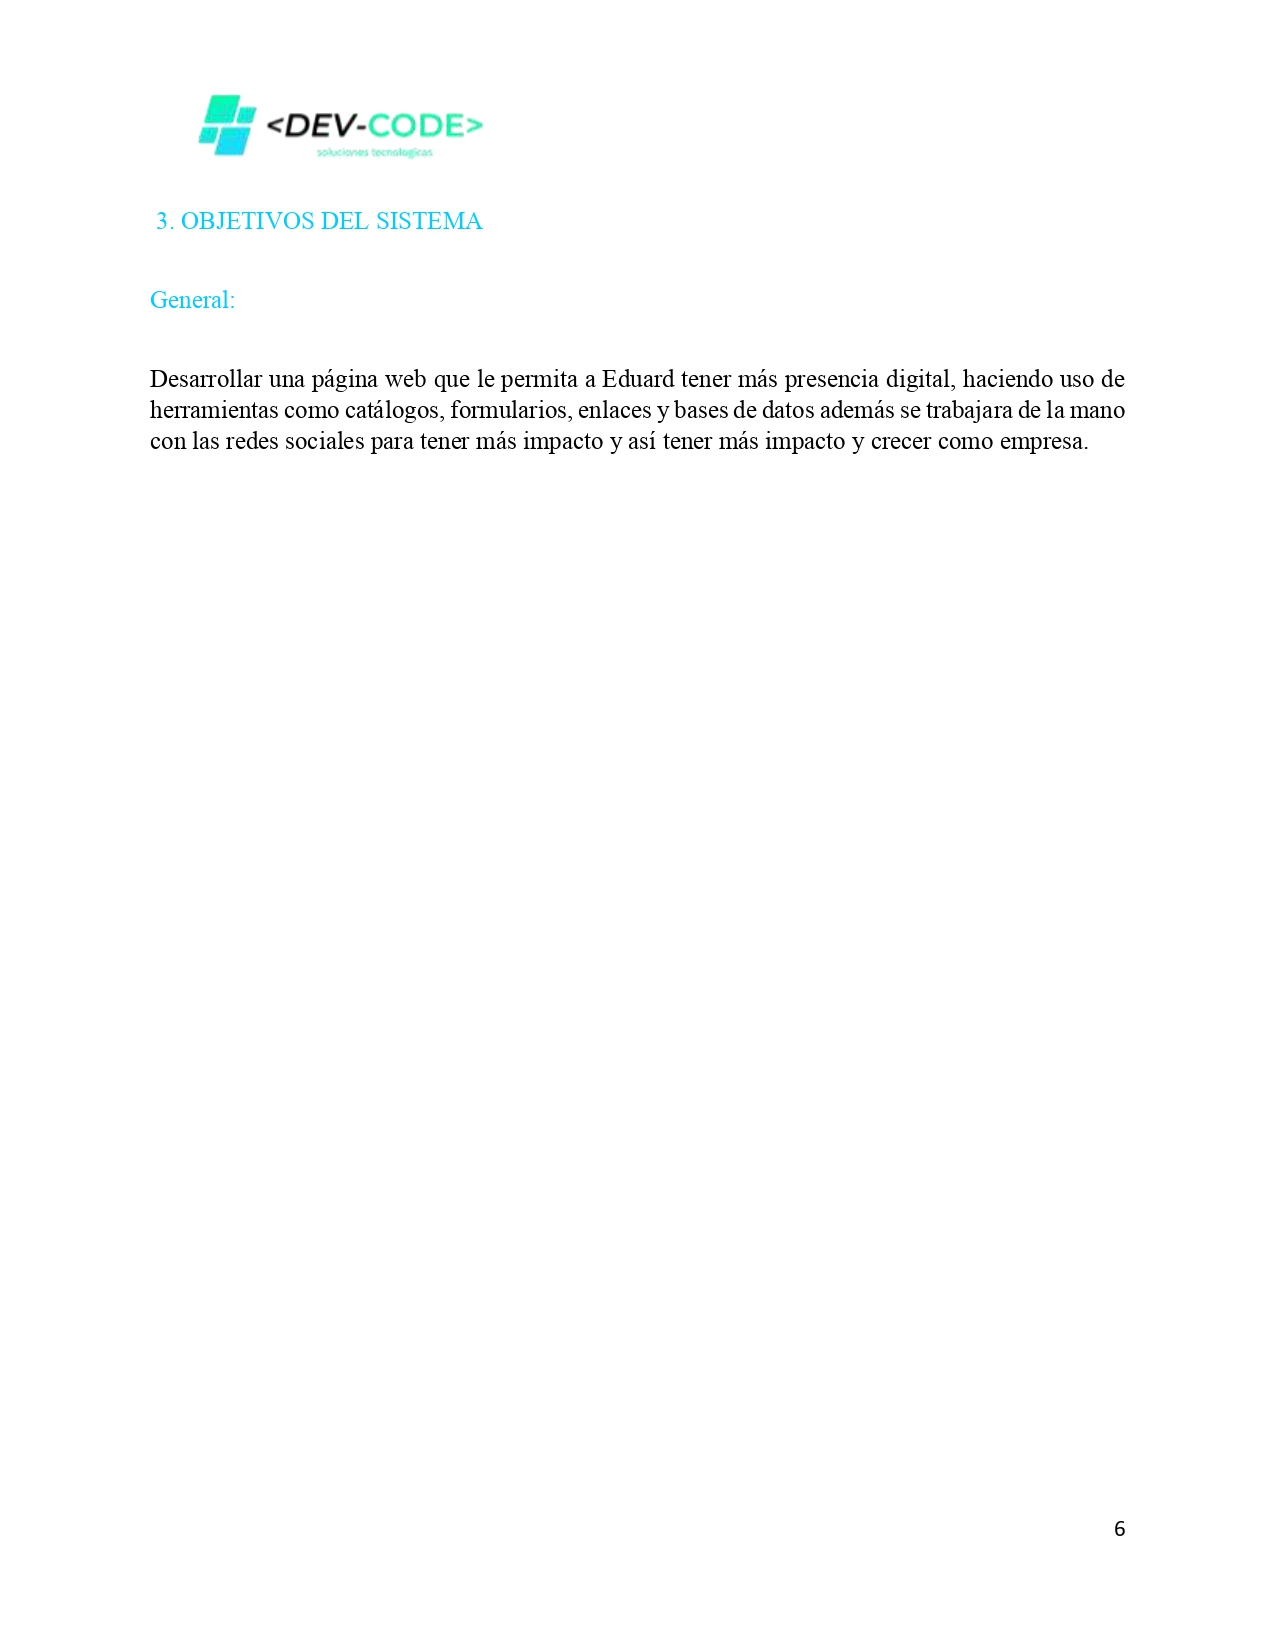 <DEV-CODE>
soluciones tecnologicas
3. OBJETIVOS DEL SISTEMA
General:
Desarrollar una página web que le permita a Eduard tener más presencia digital, haciendo uso de
herramientas como catálogos, formularios, enlaces y bases de datos además se trabajara de la mano
con las redes sociales para tener más impacto y así tener más impacto y crecer como empresa.
6